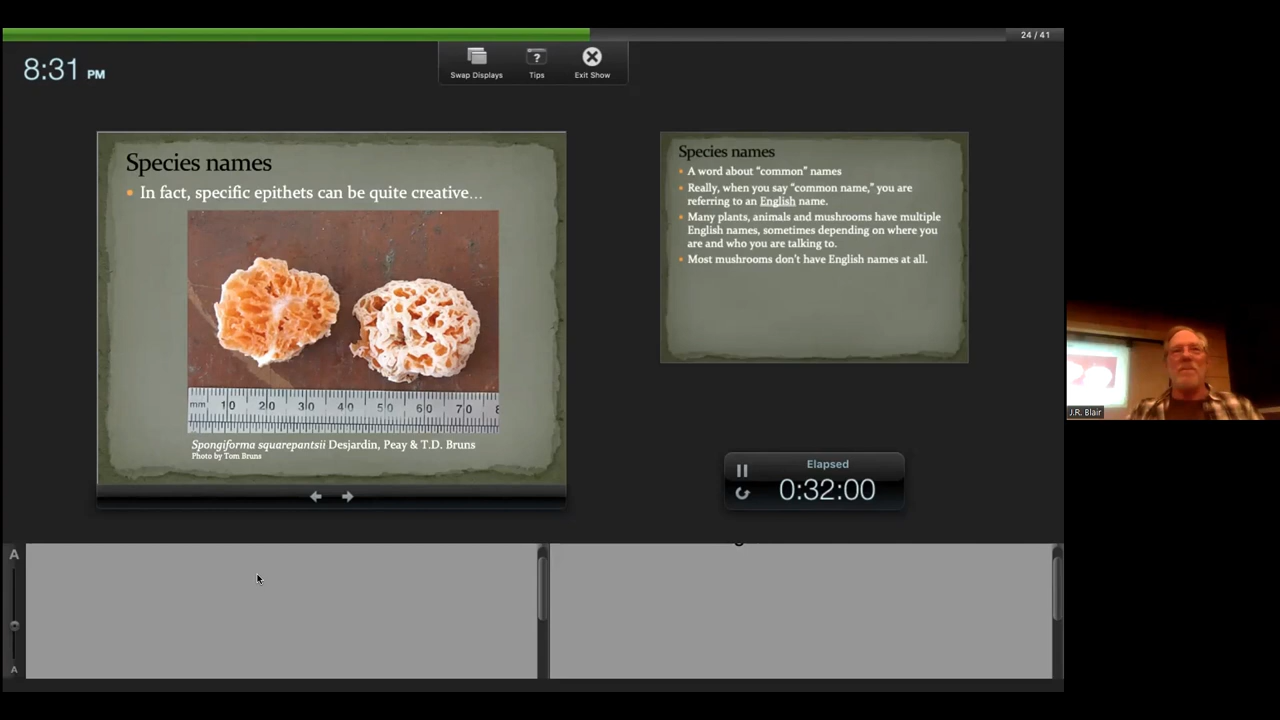 24 / 41
8:31 PM
Swap Displays
Tips
Exit Show
Species names
• In fact, specific epithets can be quite creative...
mm 10 20 30 40 50 60 70 8
Spongiforma squarepantsii Desjardin, Peay & T.D. Bruns
Photo by Tom Bruns
Species names
• A word about “common” names
• Really, when you say “common name,” you are
referring to an English name.
• Many plants, animals and mushrooms have multiple
English names, sometimes depending on where you
are and who you are talking to.
• Most mushrooms don’t have English names at all.
J.R. Blair
Elapsed
0:32:00
A
A